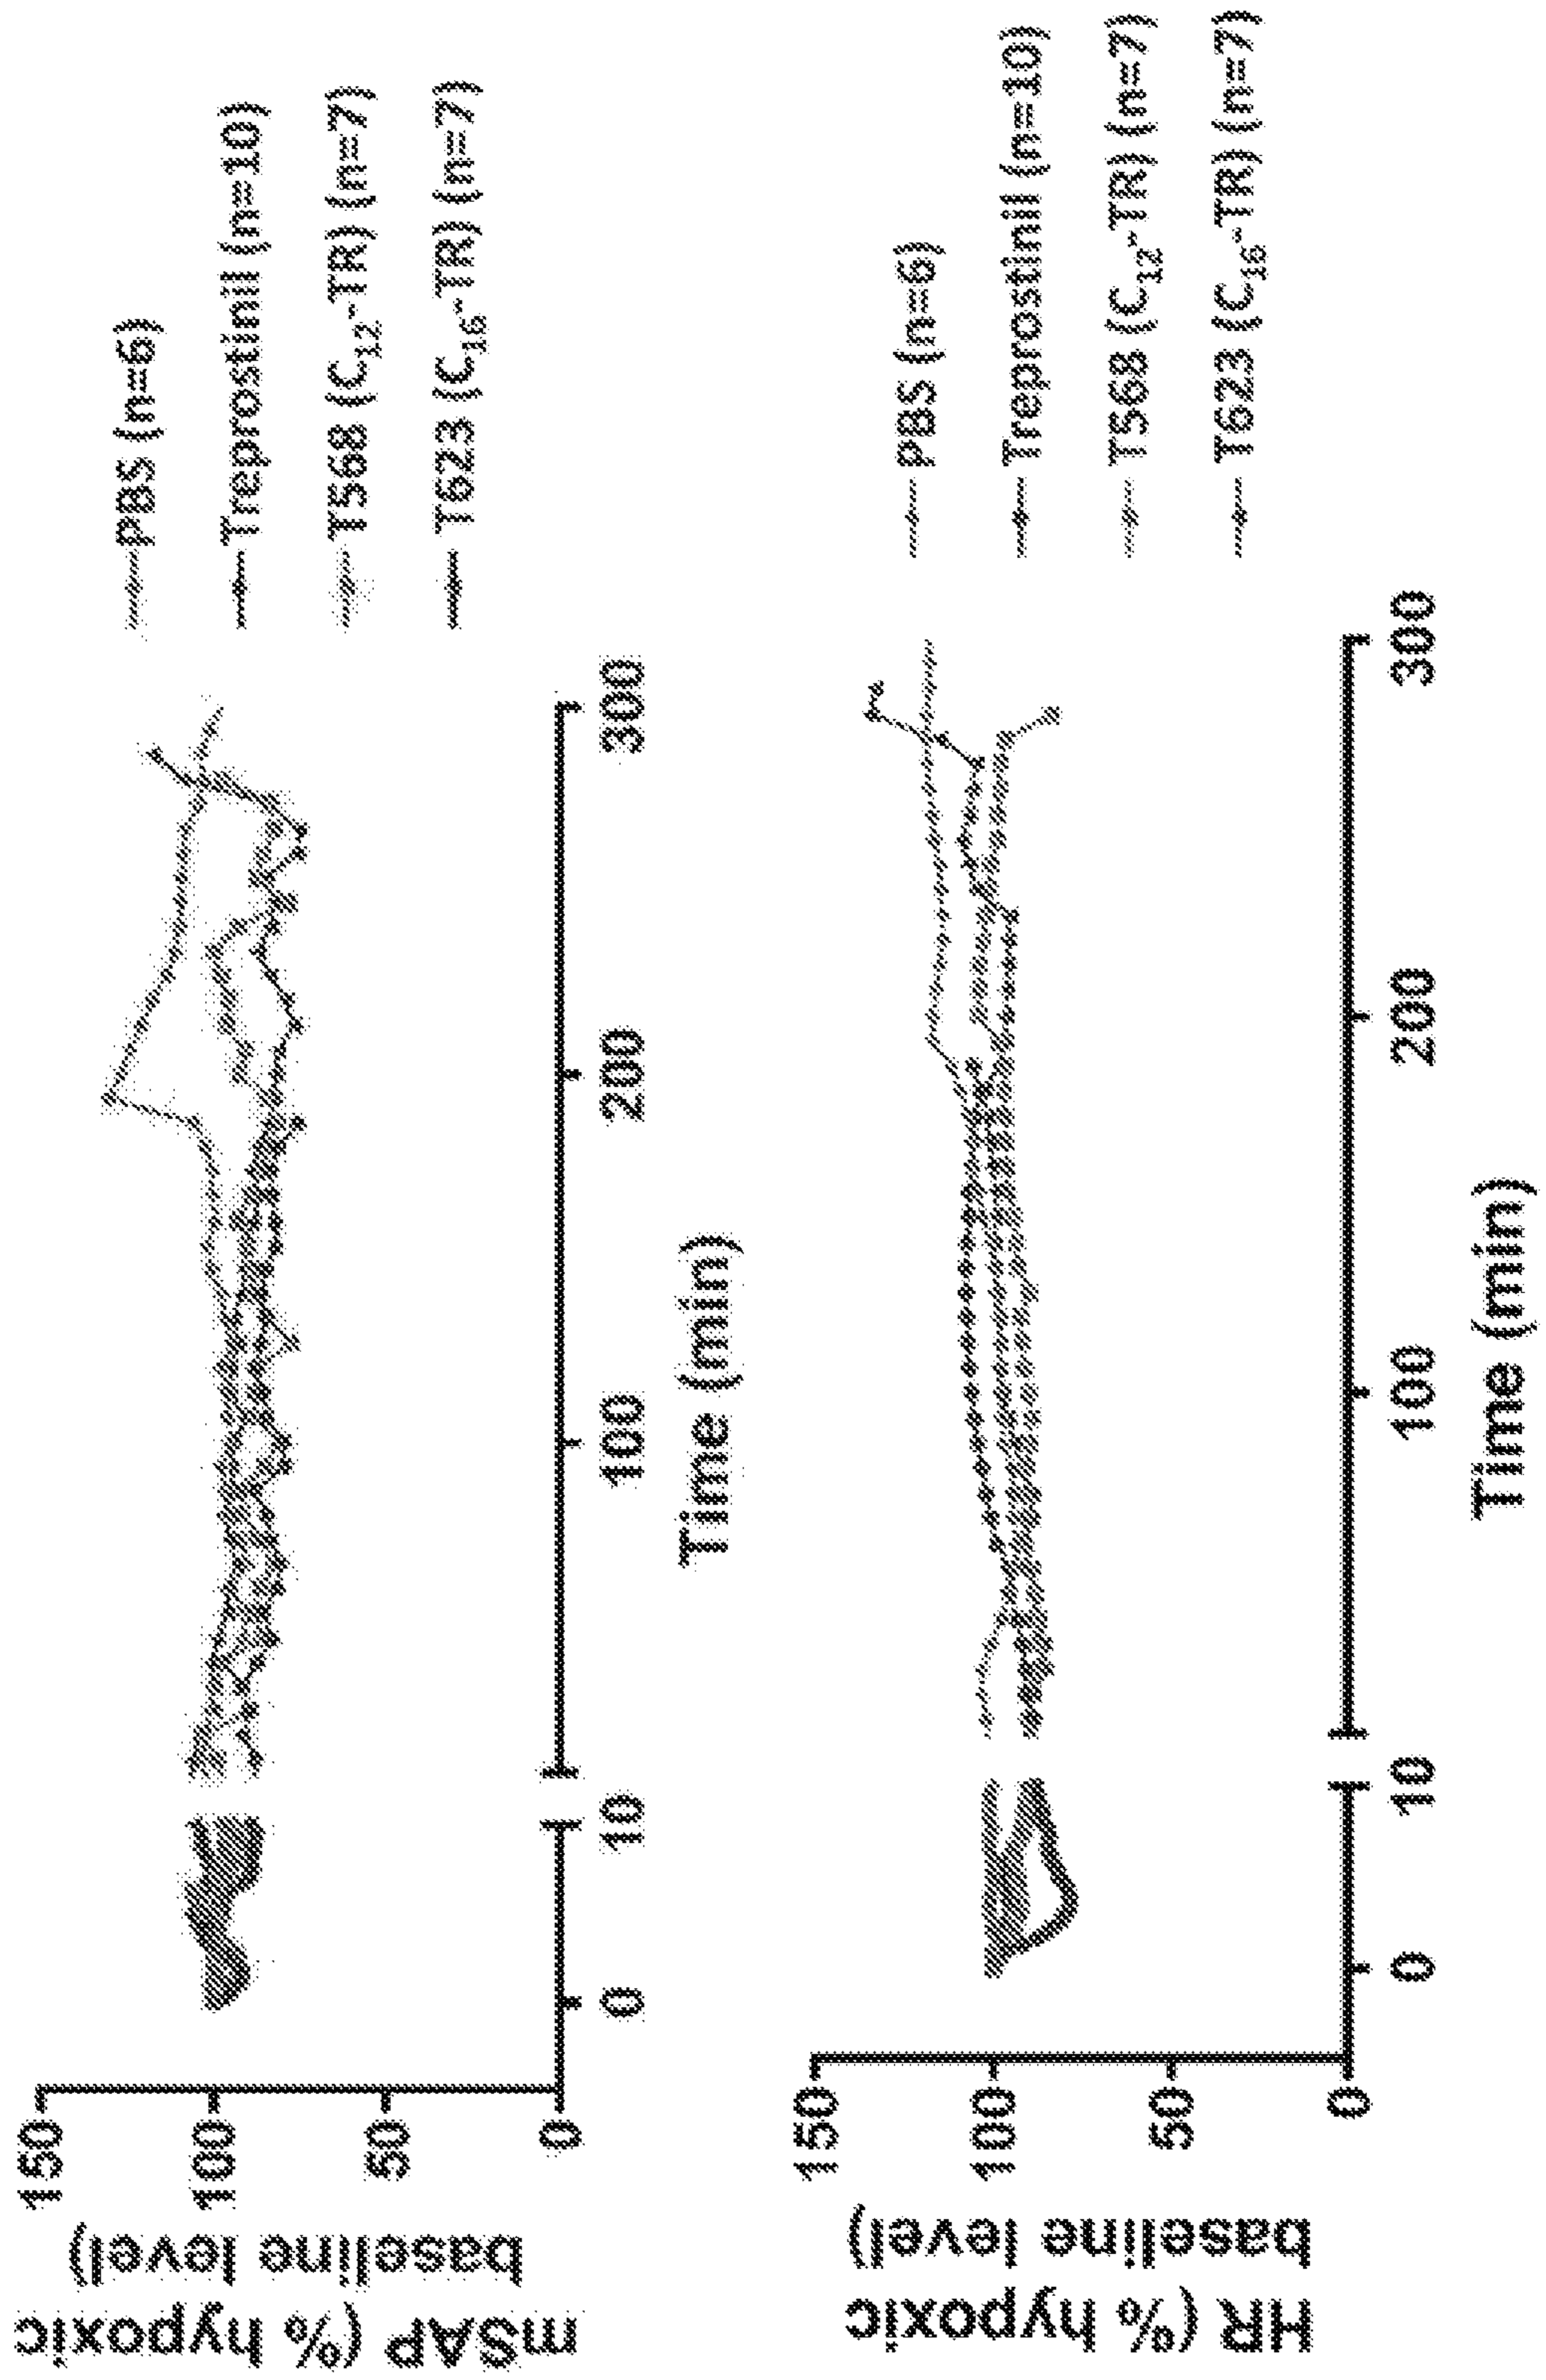 mSAP (% hypoxic
baseline level)
150
100
50
0
0
10
100
200
300
Time (min)
PBS (n=6)
Treprostinil (n=10)
T568 (C12-TR) (n=7)
T623 (C16-TR) (n=7)
HR (% hypoxic
baseline level)
150
100
50
0
0
10
100
200
300
Time (min)
PBS (n=6)
Treprostinil (n=10)
T568 (C12-TR) (n=7)
T623 (C16-TR) (n=7)